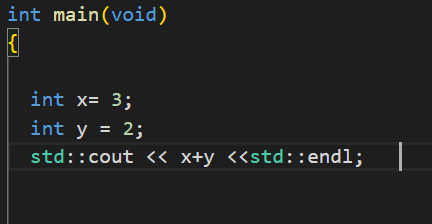 int main(void)
{
int x= 3;
int y = 2;
std::cout << x+y <<std::endl;